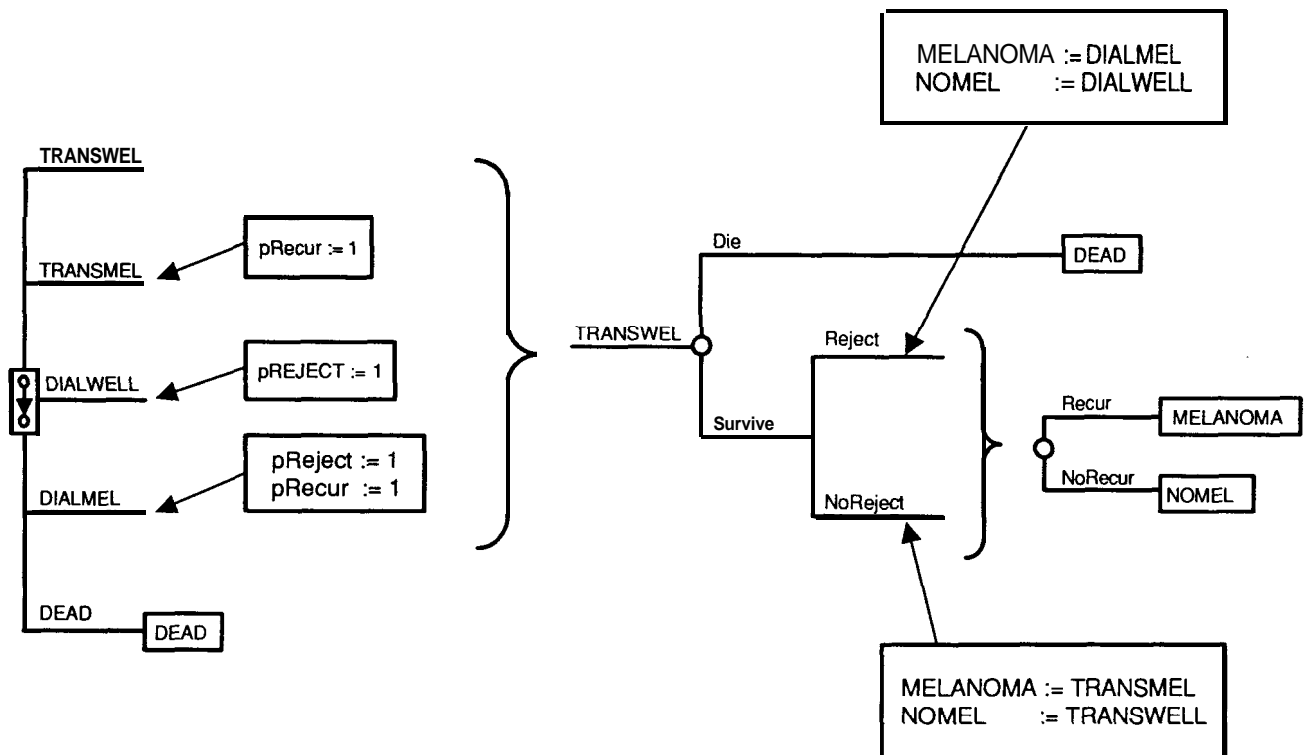 MELANOMA := DIALMEL
NOMEL := DIALWELL
TRANSWEL
pRecur := 1
TRANSMEL
Die
DEAD
TRANSWEL
Reject
pREJECT := 1
DIALWELL
Recur
MELANOMA
Survive
pReject := 1
pRecur := 1
DIALMEL
NoRecur
NOMEL
NoReject
DEAD
DEAD
MELANOMA := TRANSMEL
NOMEL := TRANSWELL